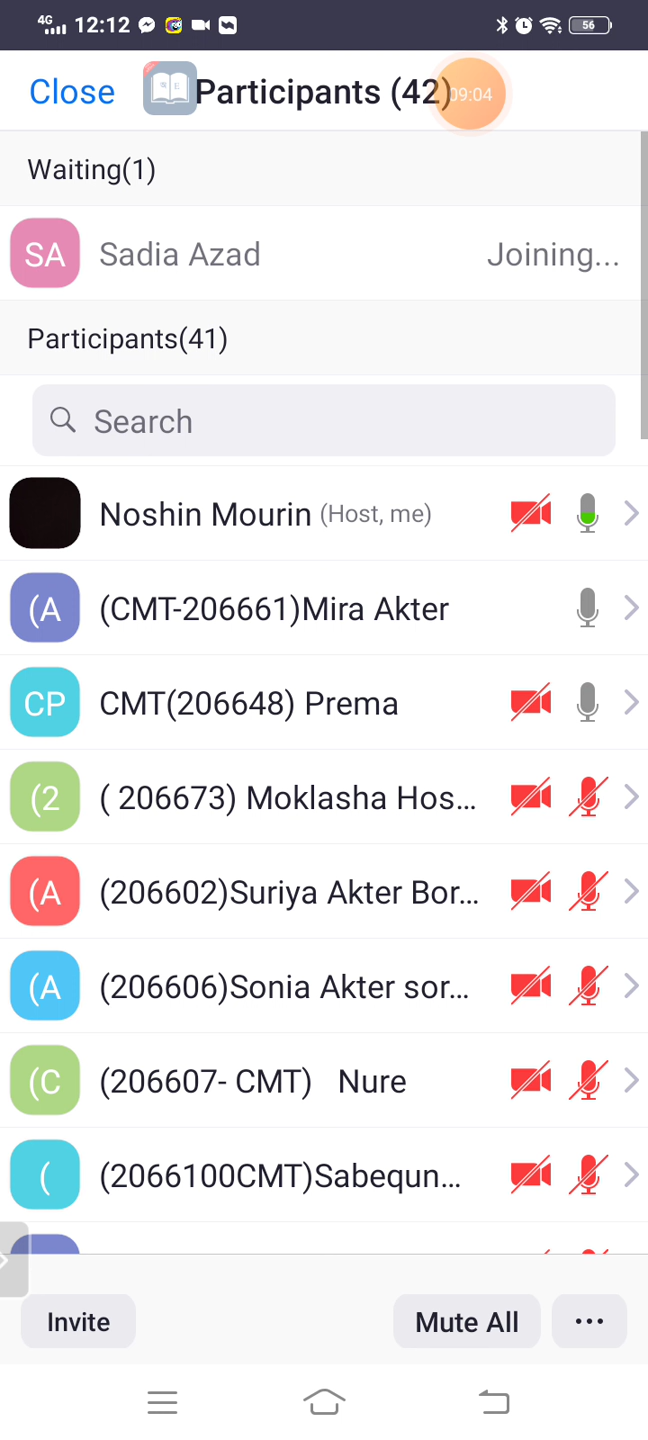 4G 12:12 56
Close Participants (42) 09:04
Waiting(1)
SA Sadia Azad Joining...
Participants(41)
Search
Noshin Mourin (Host, me)
(A (CMT-206661)Mira Akter
CP CMT(206648) Prema
(2 ( 206673) Moklasha Hos...
(A (206602)Suriya Akter Bor...
(A (206606)Sonia Akter sor...
(C (206607- CMT) Nure
( (2066100CMT)Sabequn...
Invite Mute All ...